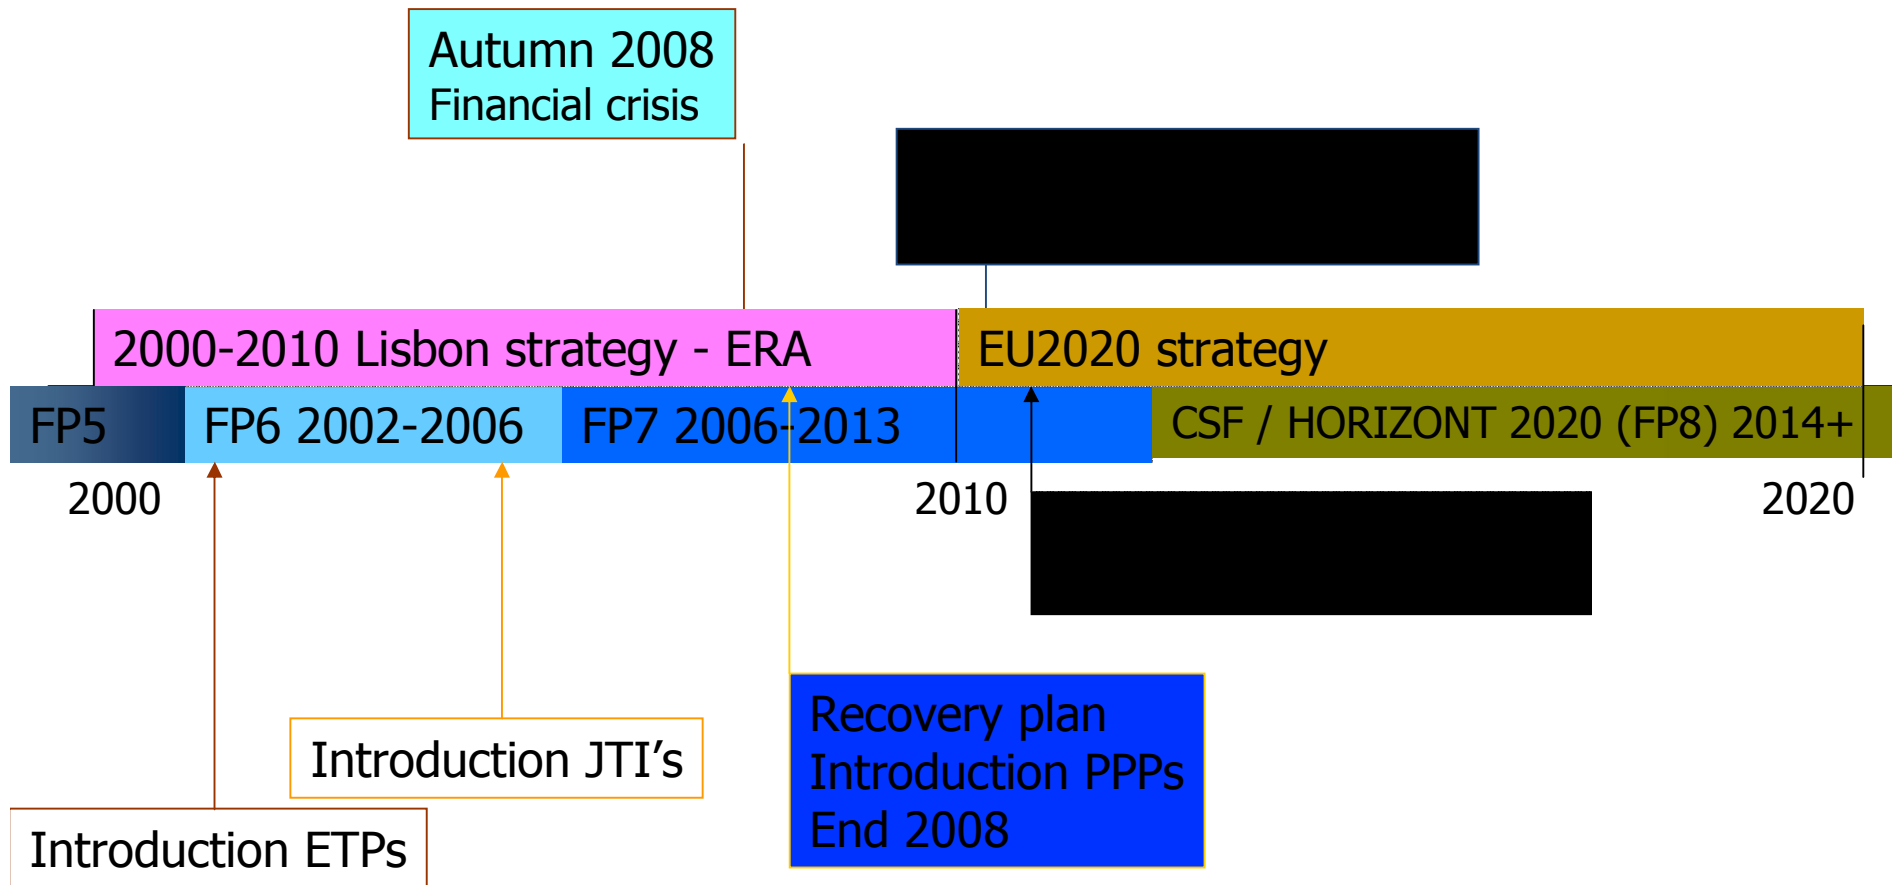 Autumn 2008
Financial crisis
2000-2010 Lisbon strategy - ERA
EU2020 strategy
FP5
FP6 2002-2006
FP7 2006-2013
CSF / HORIZONT 2020 (FP8) 2014+
2000
2010
2020
Recovery plan
Introduction PPPs
End 2008
Introduction JTI’s
Introduction ETPs